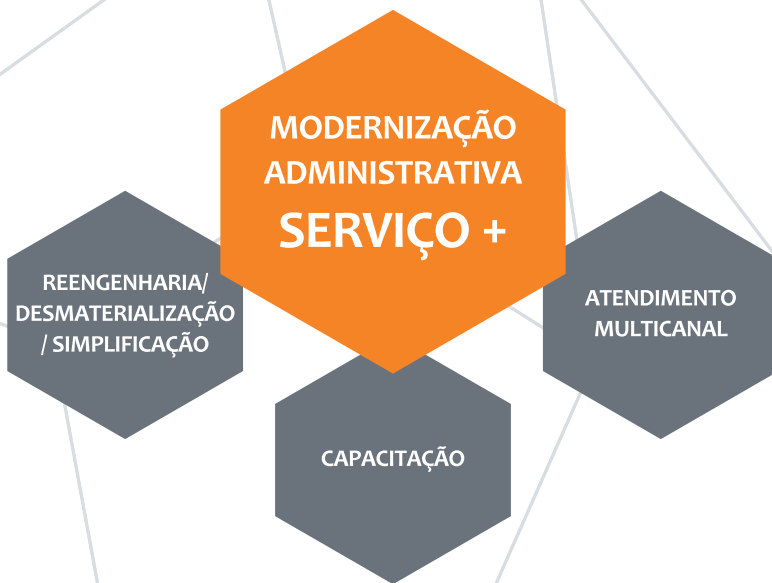 MODERNIZAÇÃO
ADMINISTRATIVA
SERVIÇO +
REENGENHARIA/
DESMATERIALIZAÇÃO
/ SIMPLIFICAÇÃO
ATENDIMENTO
MULTICANAL
CAPACITAÇÃO